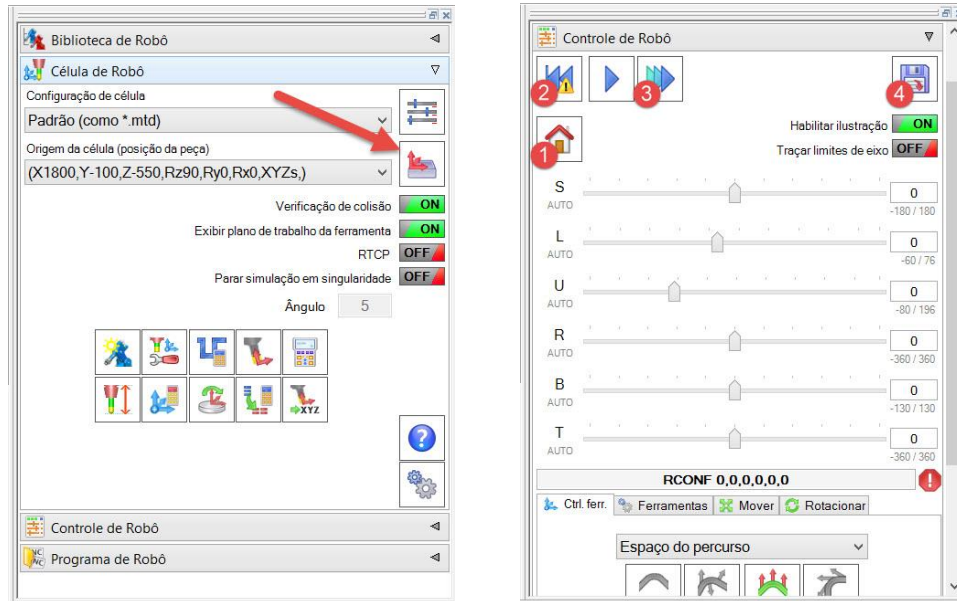 Biblioteca de Robô
Célula de Robô
Configuração de célula
Padrão (como *.mtd)
Origem da célula (posição da peça)
(X1800,Y-100,Z-550,Rz90,Ry0,Rx0,XYZs,)
Verificação de colisão ON
Exibir plano de trabalho da ferramenta ON
RTCP OFF
Parar simulação em singularidade OFF
Ângulo 5
XYZ
?
Controle de Robô
NC
NC
Programa de Robô
Controle de Robô
2
3
4
1
Habilitar ilustração ON
Traçar limites de eixo OFF
S
AUTO
0
-180 / 180
L
AUTO
0
-60 / 76
U
AUTO
0
-80 / 196
R
AUTO
0
-360 / 360
B
AUTO
0
-130 / 130
T
AUTO
0
-360 / 360
RCONF 0,0,0,0,0,0
!
Ctrl. ferr. Ferramentas Mover Rotacionar
Espaço do percurso